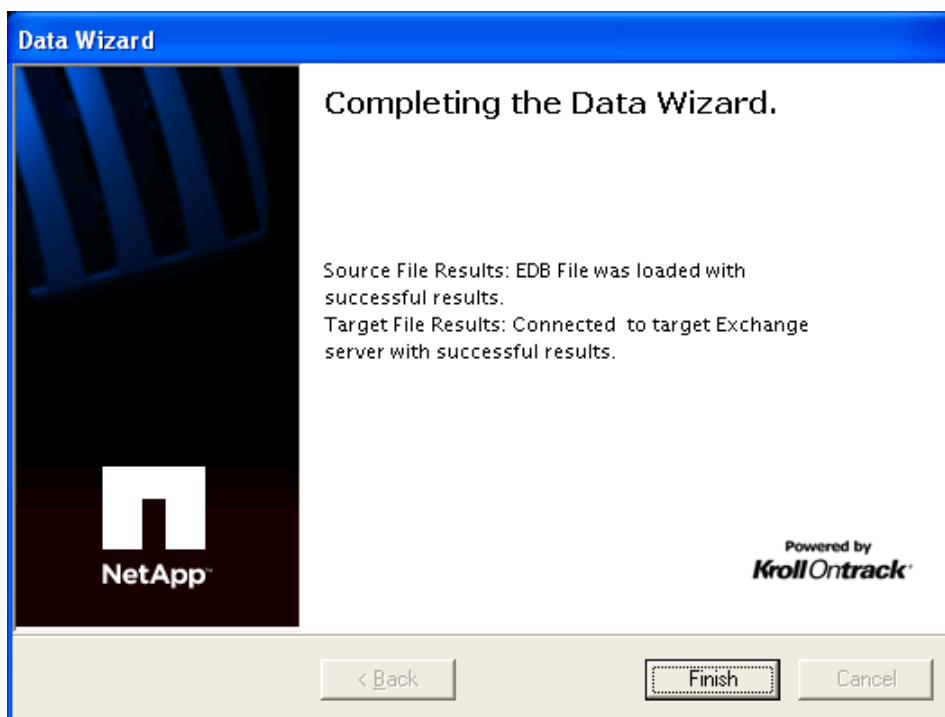 Data Wizard
Completing the Data Wizard.
Source File Results: EDB File was loaded with
successful results.
Target File Results: Connected  to target Exchange
server with successful results.
NetApp™
Powered by
KrollOntrack
< Back
Finish
Cancel